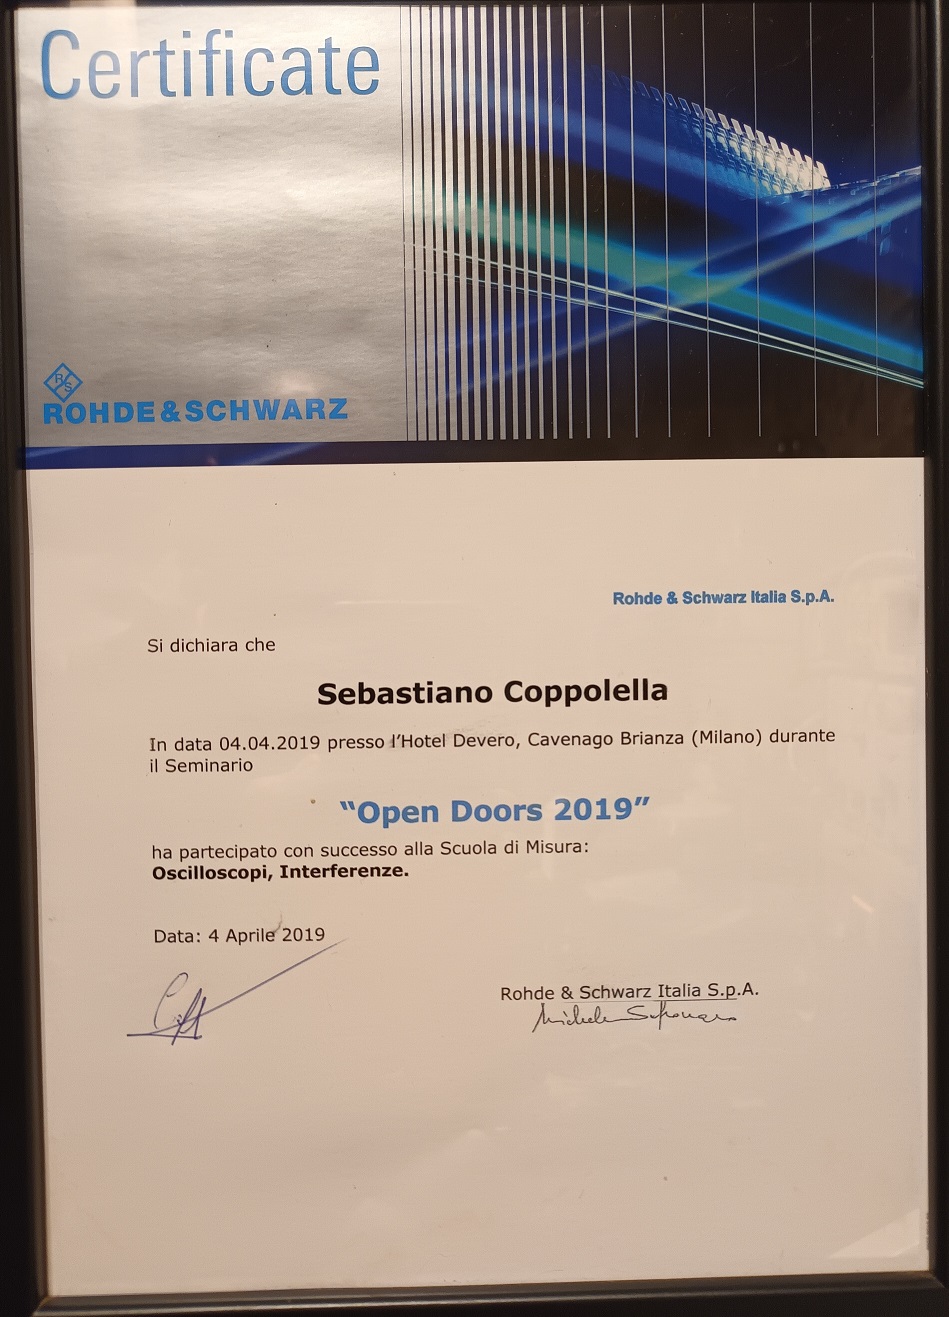 Certificate
R S
ROHDE & SCHWARZ
Rohde & Schwarz Italia S.p.A.
Si dichiara che
Sebastiano Coppolella
In data 04.04.2019 presso l'Hotel Devero, Cavenago Brianza (Milano) durante
il Seminario
“Open Doors 2019”
ha partecipato con successo alla Scuola di Misura:
Oscilloscopi, Interferenze.
Data: 4 Aprile 2019
Rohde & Schwarz Italia S.p.A.